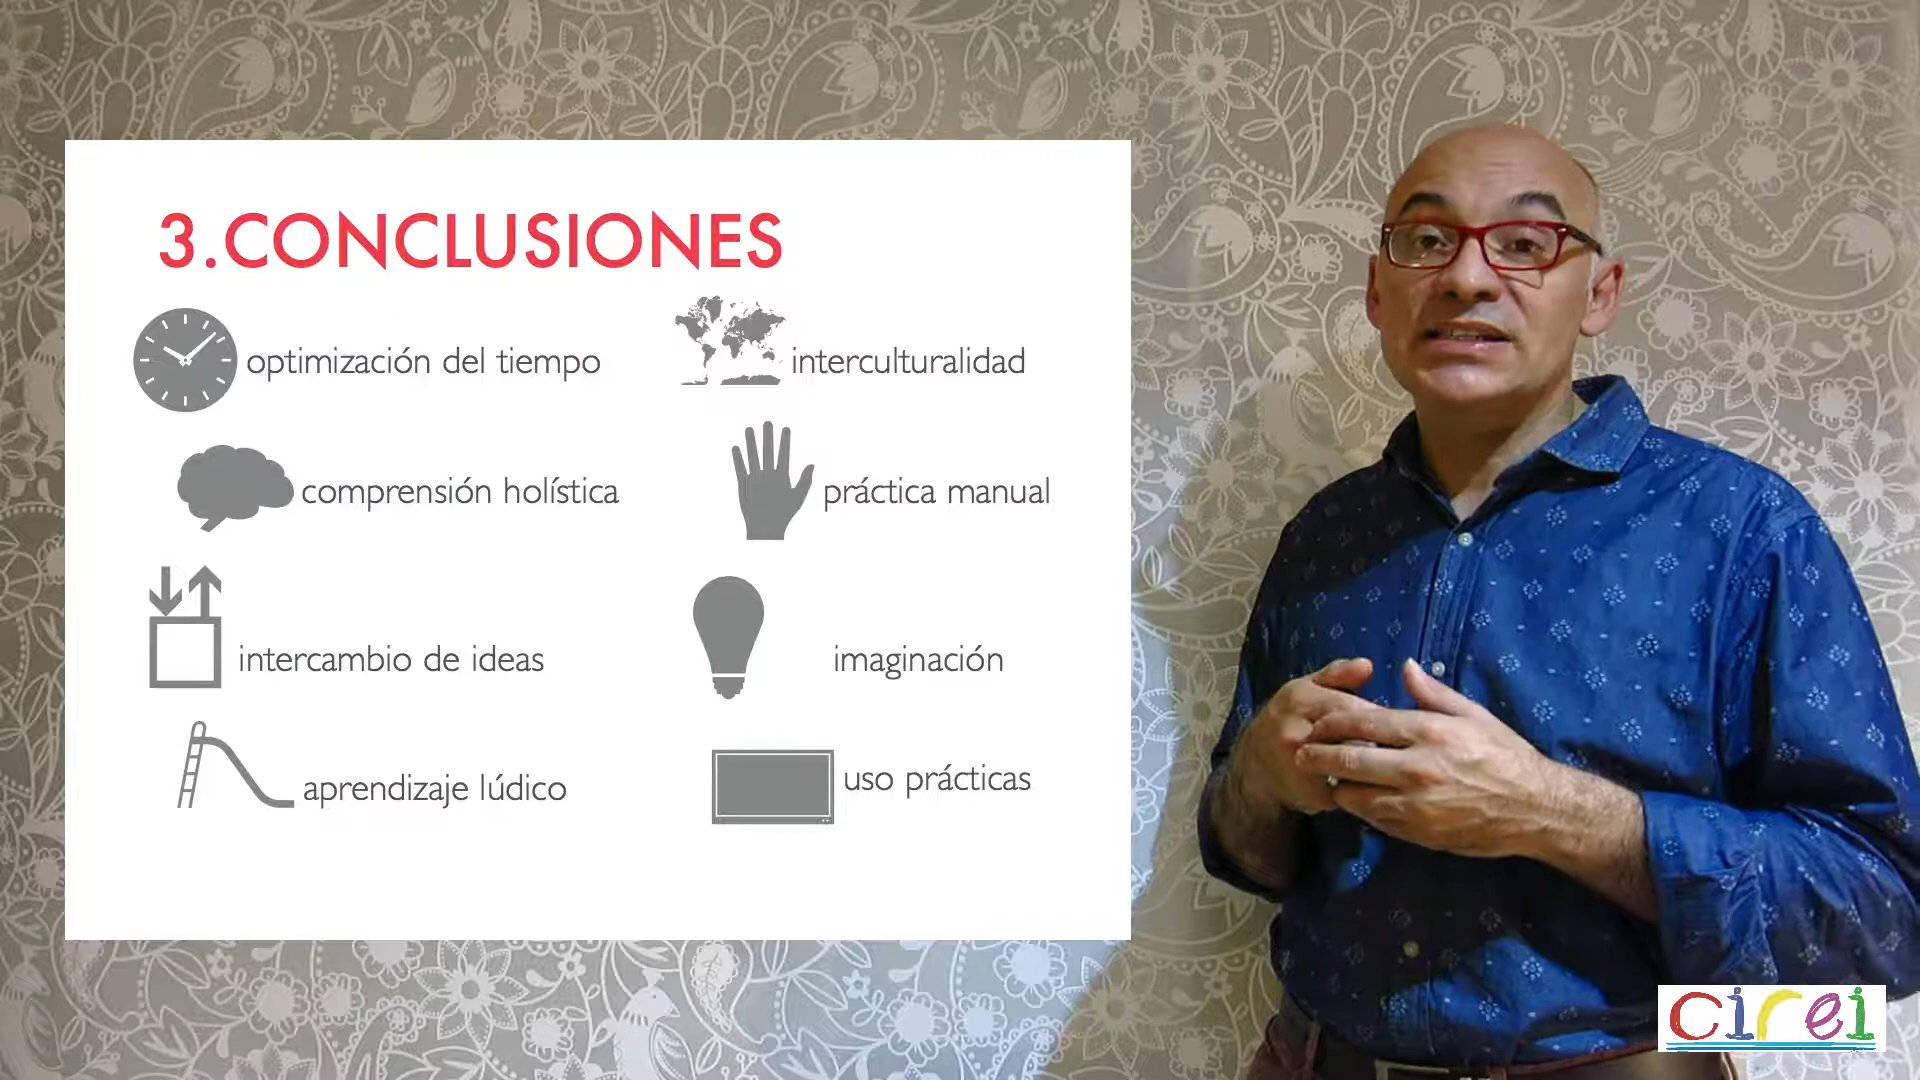 3.CONCLUSIONES
optimización del tiempo
interculturalidad
comprensión holística
práctica manual
intercambio de ideas
imaginación
aprendizaje lúdico
uso prácticas
cirei